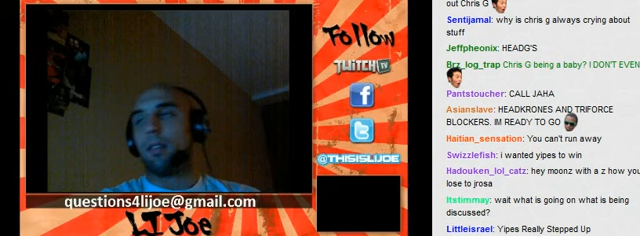 Follow
TWITCH TV
@THISISLIJOE
questions4lijoe@gmail.com
LI Joe
out Chris G
Sentijamal: why is chris g always crying about
stuff
Jeffpheonix: HEADG'S
Brz_log_trap Chris G being a baby? I DON'T EVEN
Pantstoucher: CALL JAHA
Asianslave: HEADKRONES AND TRIFORCE
BLOCKERS. IM READY TO GO
Haitian_sensation: You can't run away
Swizzlefish: i wanted yipes to win
Hadouken_lol_catz: hey moonz with a z how you
lose to jrosa
Itstimmay: wait what is going on what is being
discussed?
Littleisrael: Yipes Really Stepped Up